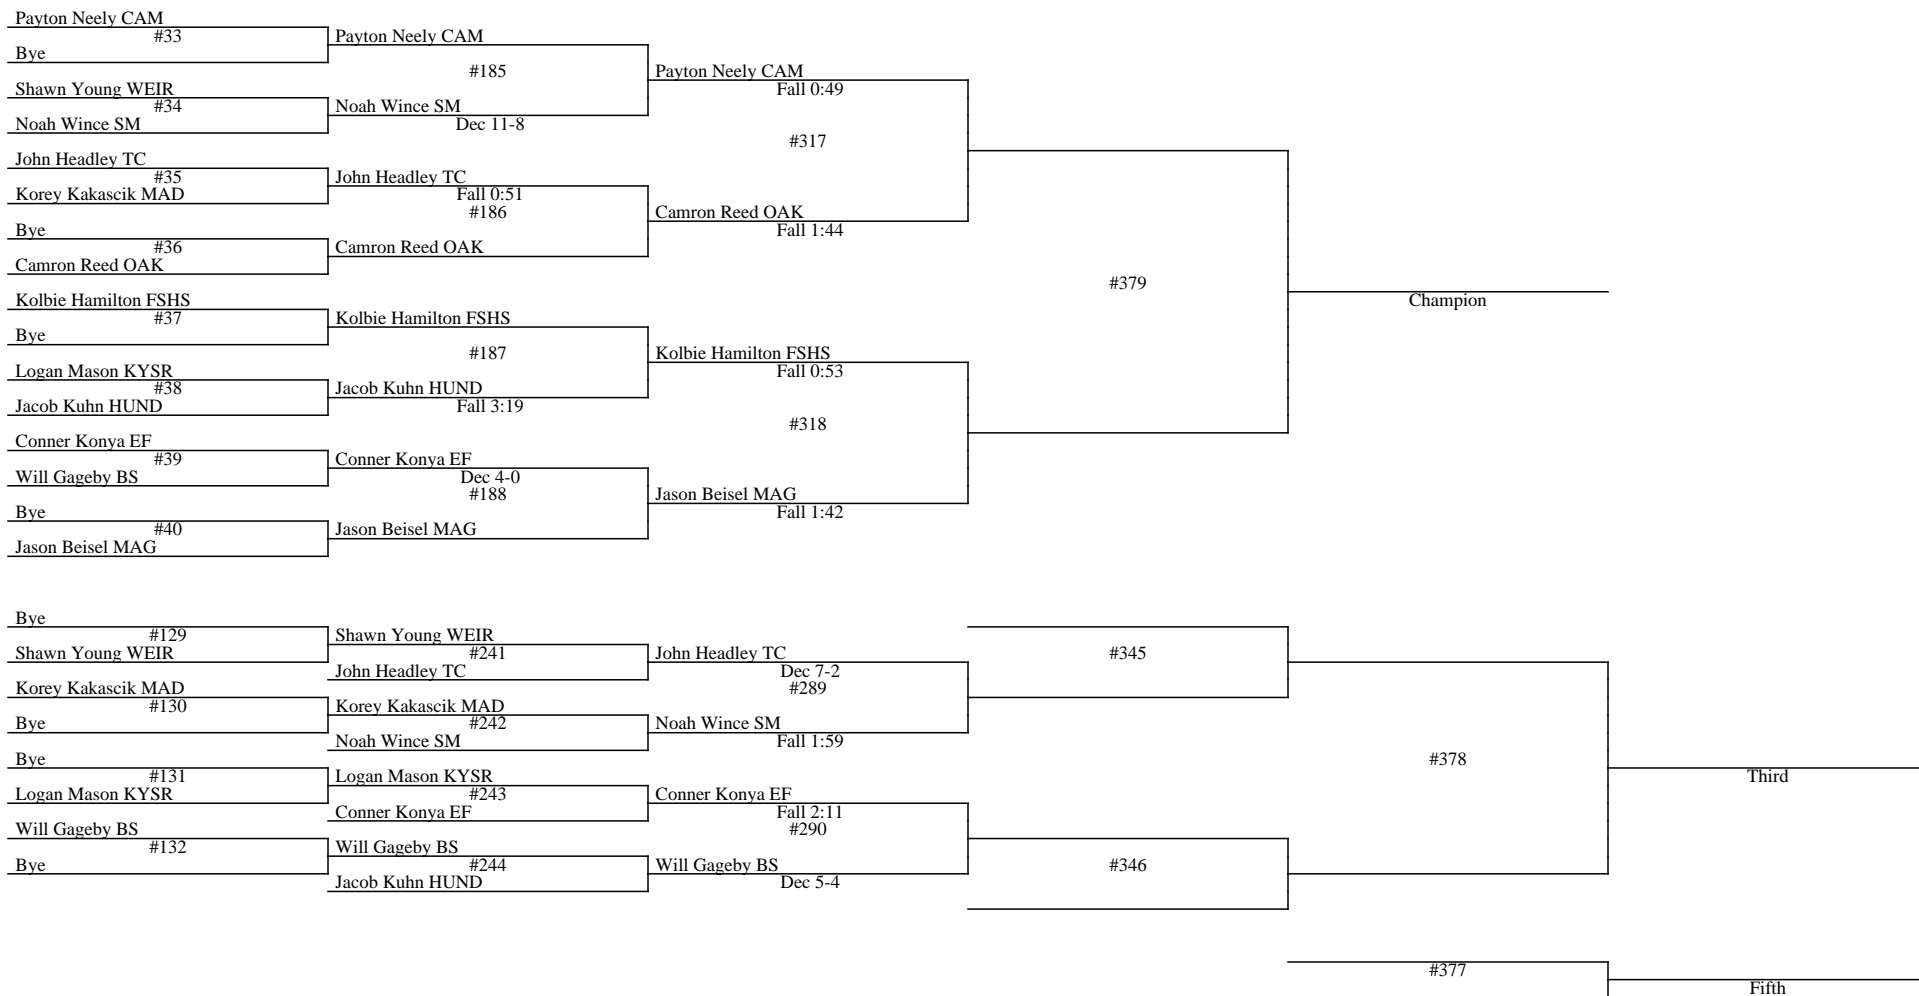 Payton Neely CAM
#33
Bye
Payton Neely CAM
#185
Shawn Young WEIR
#34
Noah Wince SM
Noah Wince SM
Dec 11-8
Payton Neely CAM
Fall 0:49
#317
John Headley TC
#35
Korey Kakascik MAD
John Headley TC
Fall 0:51
#186
Bye
#36
Camron Reed OAK
Camron Reed OAK
Camron Reed OAK
Fall 1:44
#379
Champion
Kolbie Hamilton FSHS
#37
Bye
Kolbie Hamilton FSHS
#187
Logan Mason KYSR
#38
Jacob Kuhn HUND
Jacob Kuhn HUND
Fall 3:19
Kolbie Hamilton FSHS
Fall 0:53
#318
Conner Konya EF
#39
Will Gageby BS
Conner Konya EF
Dec 4-0
#188
Bye
#40
Jason Beisel MAG
Jason Beisel MAG
Jason Beisel MAG
Fall 1:42
Bye
#129
Shawn Young WEIR
Shawn Young WEIR
#241
John Headley TC
John Headley TC
Dec 7-2
#289
#345
Korey Kakascik MAD
#130
Bye
Korey Kakascik MAD
#242
Noah Wince SM
Noah Wince SM
Fall 1:59
Bye
#131
Logan Mason KYSR
Logan Mason KYSR
#243
Conner Konya EF
Conner Konya EF
Fall 2:11
#290
#378
Third
Will Gageby BS
#132
Bye
Will Gageby BS
#244
Jacob Kuhn HUND
Will Gageby BS
Dec 5-4
#346
#377
Fifth